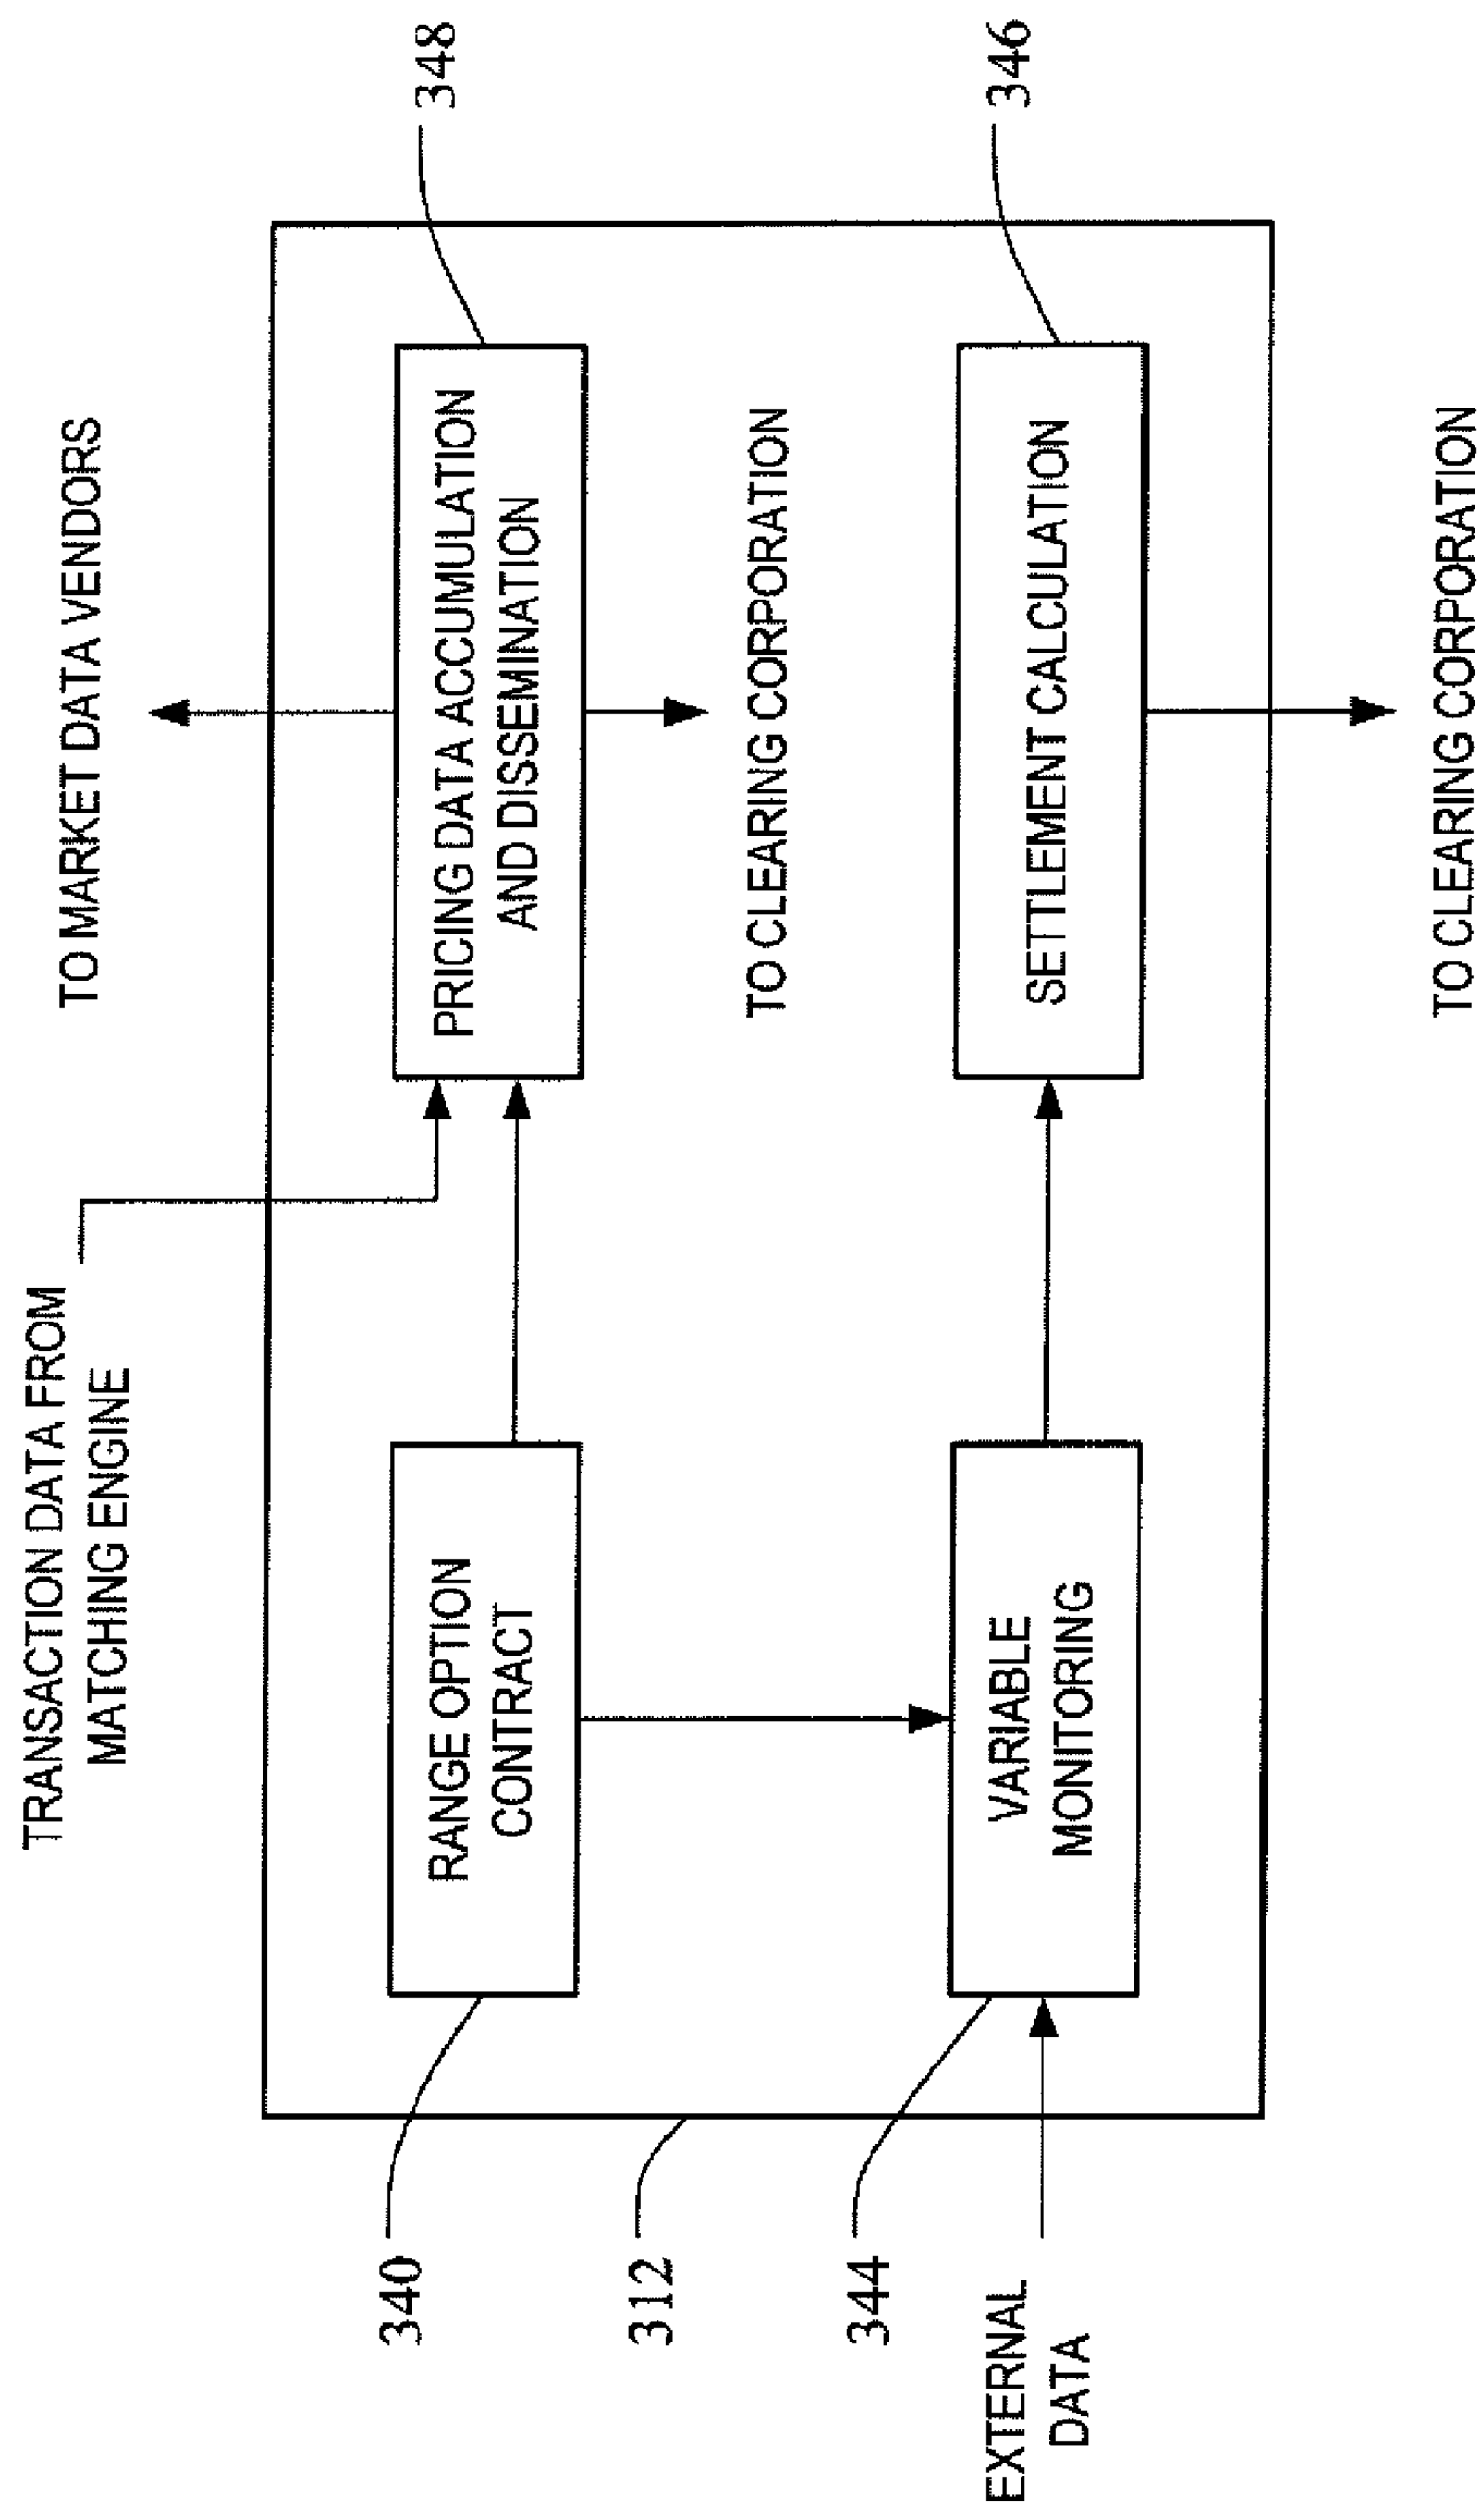 TRANSACTION DATA FROM
MATCHING ENGINE
TO MARKET DATA VENDORS
348
340
RANGE OPTION
CONTRACT
PRICING DATA ACCUMULATION
AND DISSEMINATION
312
TO CLEARING CORPORATION
344
346
VARIABLE
MONITORING
SETTLEMENT CALCULATION
EXTERNAL
DATA
TO CLEARING CORPORATION